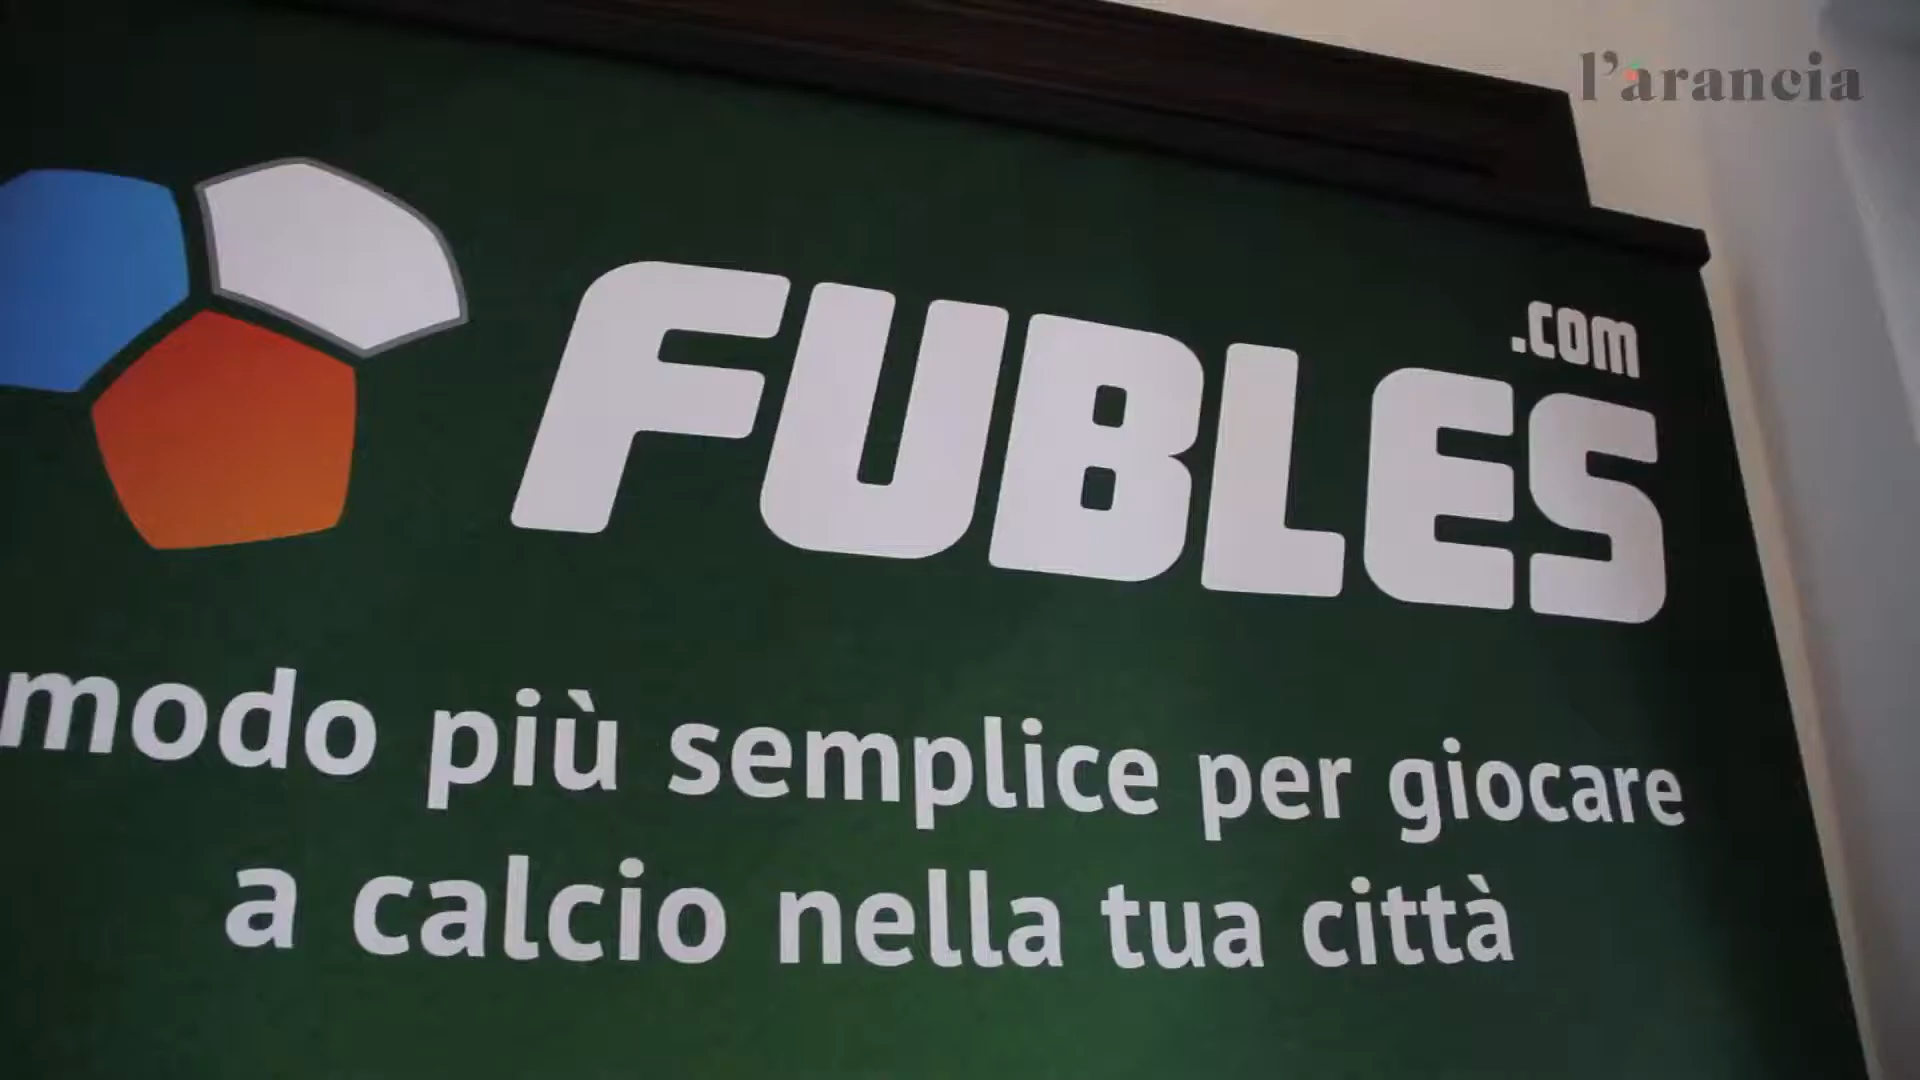 l'arancia
.com
FUBLES
modo più semplice per giocare
a calcio nella tua città